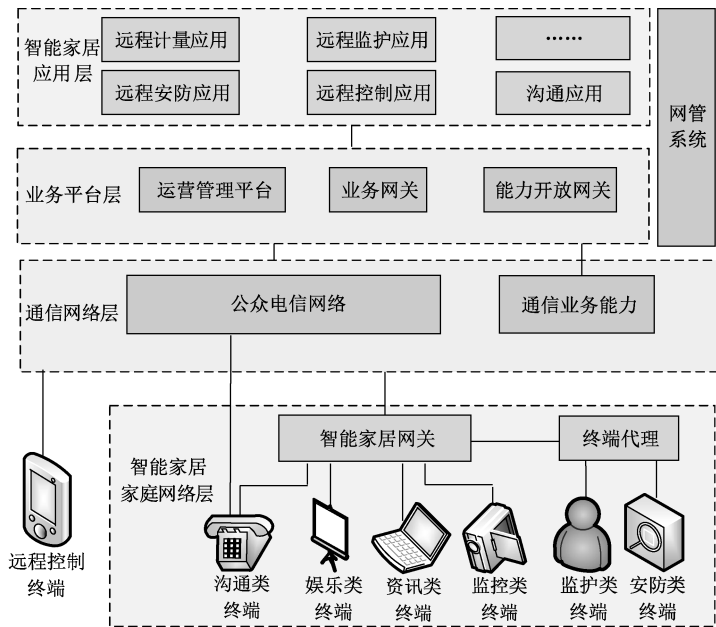 智能家居
应用层
远程计量应用
远程监护应用
……
远程安防应用
远程控制应用
沟通应用
网管
系统
业务平台层
运营管理平台
业务网关
能力开放网关
通信网络层
公众电信网络
通信业务能力
智能家居
家庭网络层
智能家居网关
终端代理
远程控制
终端
沟通类
终端
娱乐类
终端
资讯类
终端
监控类
终端
监护类
终端
安防类
终端